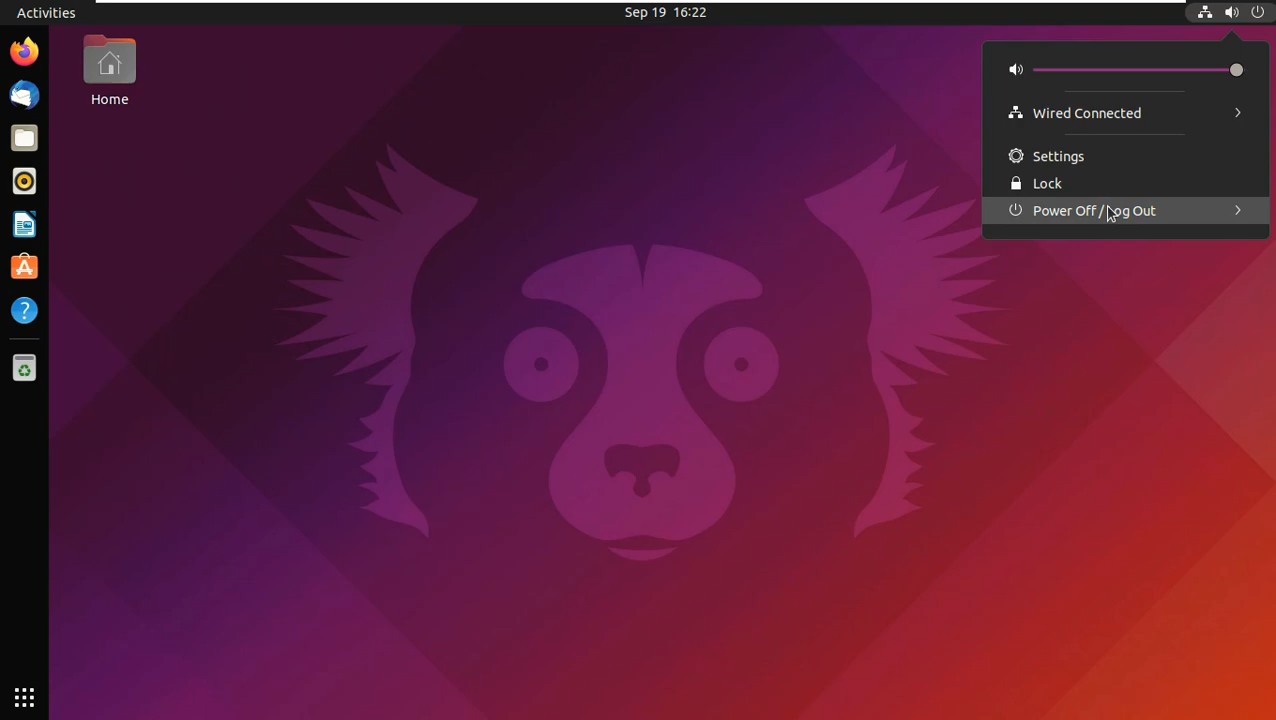 Activities
Sep 19 16:22
Home
Wired Connected
Settings
Lock
Power Off / Log Out